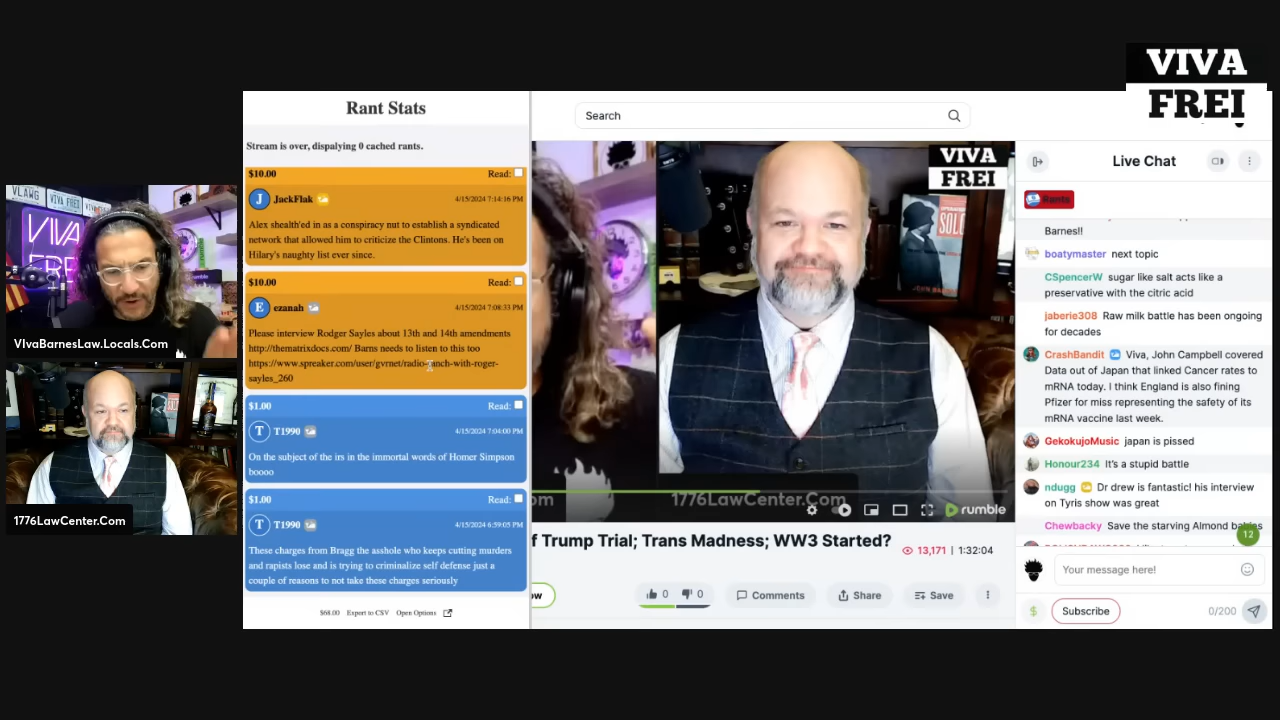 VIVA
FREI
Rant Stats
Stream is over, dispalying 0 cached rants.
$10.00 Read:
J JackFlak 4/15/2024 7:14:16 PM
Alex shealth'ed in as a conspiracy nut to establish a syndicated
network that allowed him to criticize the Clintons. He's been on
Hilary's naughty list ever since.
$10.00 Read:
E ezanah 4/15/2024 7:08:33 PM
Please interview Rodger Sayles about 13th and 14th amendments
http://thematrixdocs.com/ Barns needs to listen to this too
https://www.spreaker.com/user/gvrnet/radio-ranch-with-roger-
sayles_260
$1.00 Read:
T T1990 4/15/2024 7:04:00 PM
On the subject of the irs in the immortal words of Homer Simpson
boooo
$1.00 Read:
T T1990 4/15/2024 6:59:05 PM
These charges from Bragg the asshole who keeps cutting murders
and rapists lose and is trying to criminalize self defense just a
couple of reasons to not take these charges seriously
$68.00 Export to CSV Open Options
VLAWG
VIVA FREI
VIVA
FRE
VIvaBarnesLaw.Locals.Com
1776LawCenter.Com
Search
VIVA
FREI
om
1776LawCenter.Com
rumble
f Trump Trial; Trans Madness; WW3 Started?
13,171 | 1:32:04
ow
0 0
Comments
Share
Save
Live Chat
Rants
Barnes!!
boatymaster next topic
CSpencerW sugar like salt acts like a
preservative with the citric acid
jaberie308 Raw milk battle has been ongoing
for decades
CrashBandit Viva, John Campbell covered
Data out of Japan that linked Cancer rates to
mRNA today. I think England is also fining
Pfizer for miss representing the safety of its
mRNA vaccine last week.
GekokujoMusic japan is pissed
Honour234 It's a stupid battle
ndugg Dr drew is fantastic! his interview
on Tyris show was great
Chewbacky Save the starving Almond babies
12
Your message here!
$ Subscribe 0/200